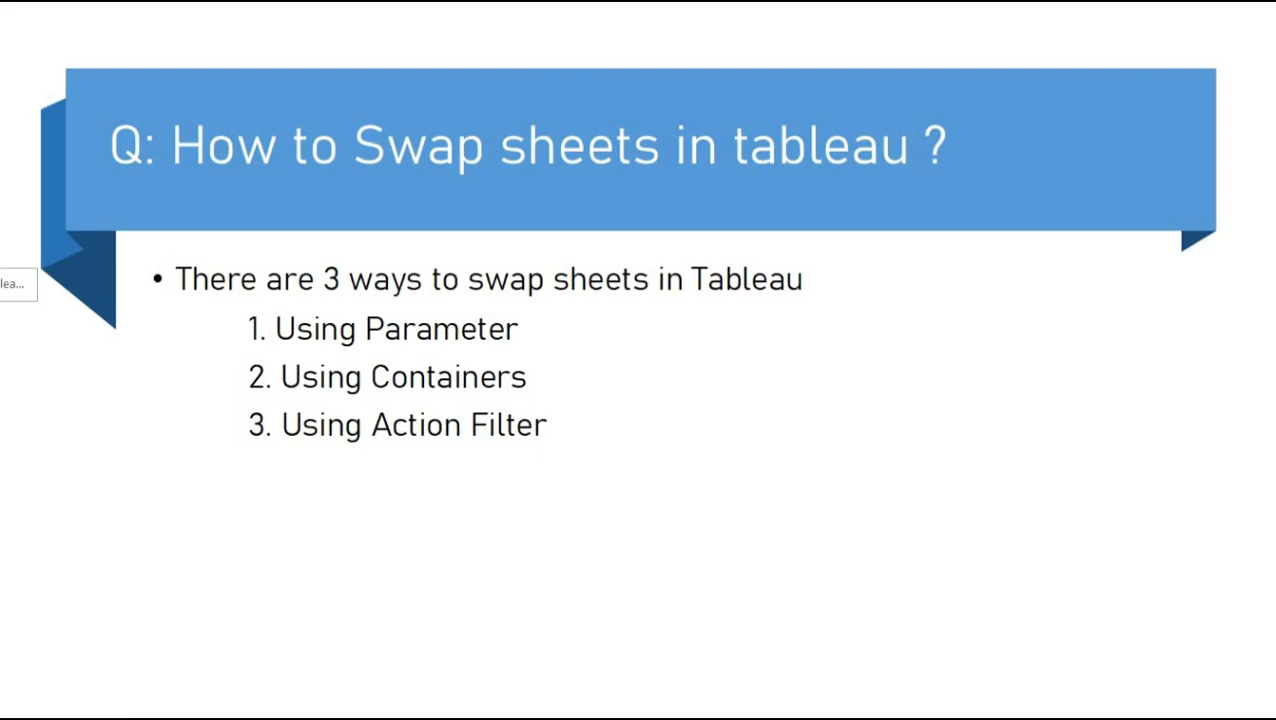 Q: How to Swap sheets in tableau ?
• There are 3 ways to swap sheets in Tableau
lea...
1. Using Parameter
2. Using Containers
3. Using Action Filter